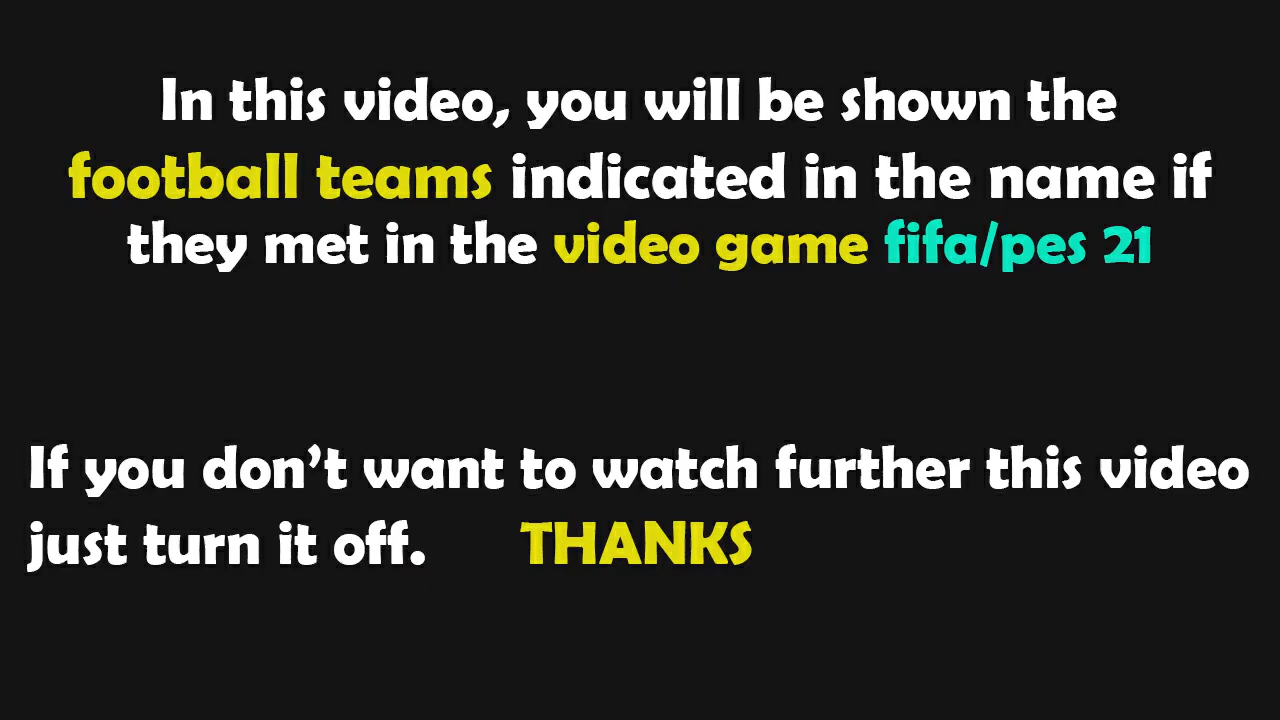 In this video, you will be shown the
football teams indicated in the name if
they met in the video game fifa/pes 21
If you don't want to watch further this video
just turn it off. THANKS